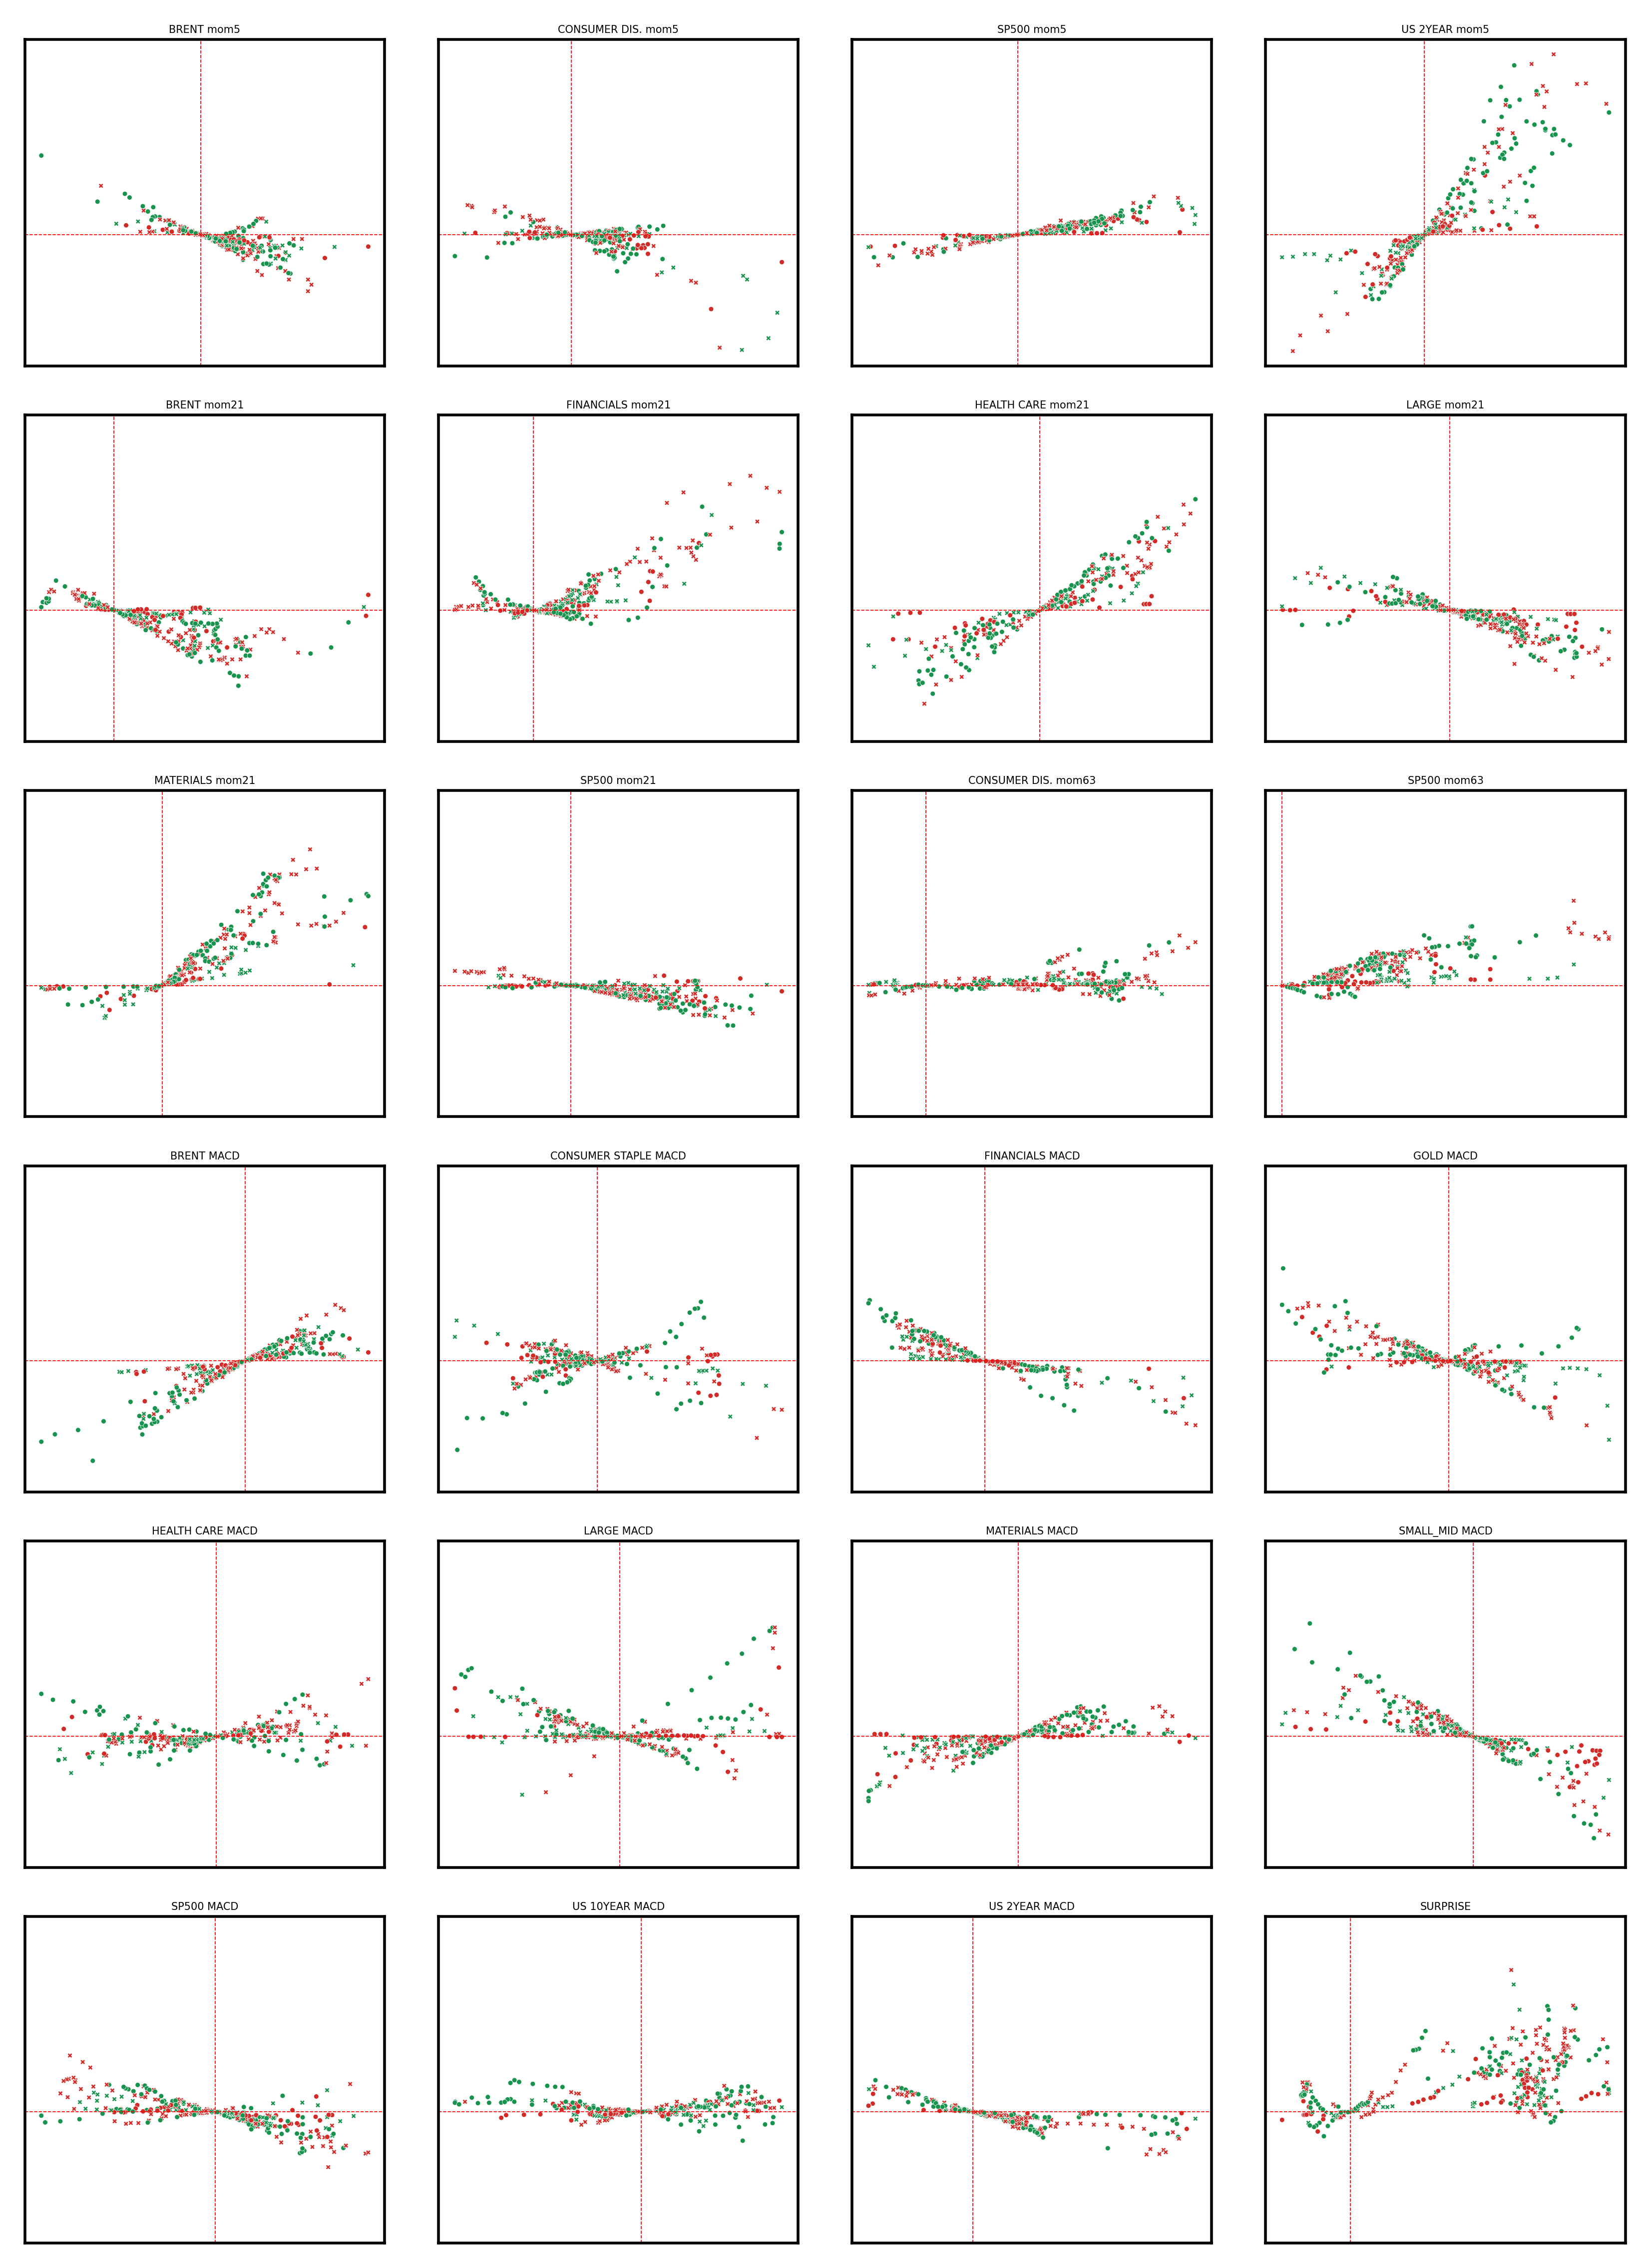 BRENT mom5
CONSUMER DIS. mom5
SP500 mom5
US 2YEAR mom5
BRENT mom21
FINANCIALS mom21
HEALTH CARE mom21
LARGE mom21
MATERIALS mom21
SP500 mom21
CONSUMER DIS. mom63
SP500 mom63
BRENT MACD
CONSUMER STAPLE MACD
FINANCIALS MACD
GOLD MACD
HEALTH CARE MACD
LARGE MACD
MATERIALS MACD
SMALL_MID MACD
SP500 MACD
US 10YEAR MACD
US 2YEAR MACD
SURPRISE